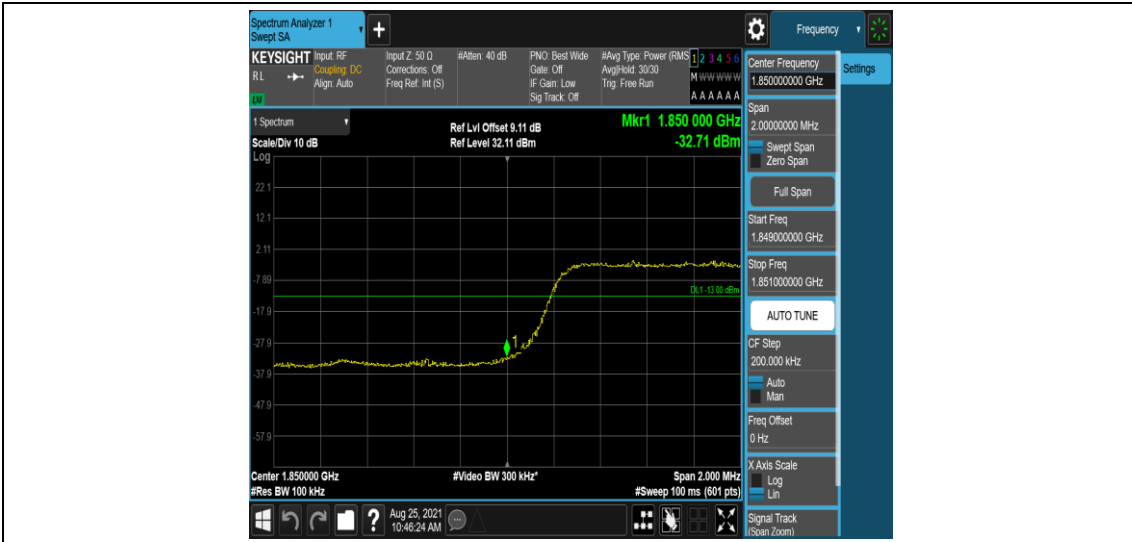 Spectrum Analyzer 1
Swept SA
+
Frequency
KEYSIGHT
RL
Input: RF
Coupling: DC
Align: Auto
Input Z: 50 Ω
Corrections: Off
Freq Ref: Int (S)
#Atten: 40 dB
PNO: Best Wide
Gate: Off
IF Gain: Low
Sig Track: Off
#Avg Type: Power (RMS
Avg|Hold: 30/30
Trig: Free Run
1 2 3 4 5 6
M W W W W W
A A A A A A
1 Spectrum
Scale/Div 10 dB
Log
Ref Lvl Offset 9.11 dB
Ref Level 32.11 dBm
Mkr1 1.850 000 GHz
-32.71 dBm
22.1
12.1
2.11
-7.89
-17.9
-27.9
-37.9
-47.9
-57.9
DL1 -13.00 dBm
1
Center 1.850000 GHz
#Res BW 100 kHz
#Video BW 300 kHz*
Span 2.000 MHz
#Sweep 100 ms (601 pts)
Settings
Center Frequency
1.850000000 GHz
Span
2.00000000 MHz
Swept Span
Zero Span
Full Span
Start Freq
1.849000000 GHz
Stop Freq
1.851000000 GHz
AUTO TUNE
CF Step
200.000 kHz
Auto
Man
Freq Offset
0 Hz
X Axis Scale
Log
Lin
Signal Track
(Span Zoom)
?
Aug 25, 2021
10:46:24 AM